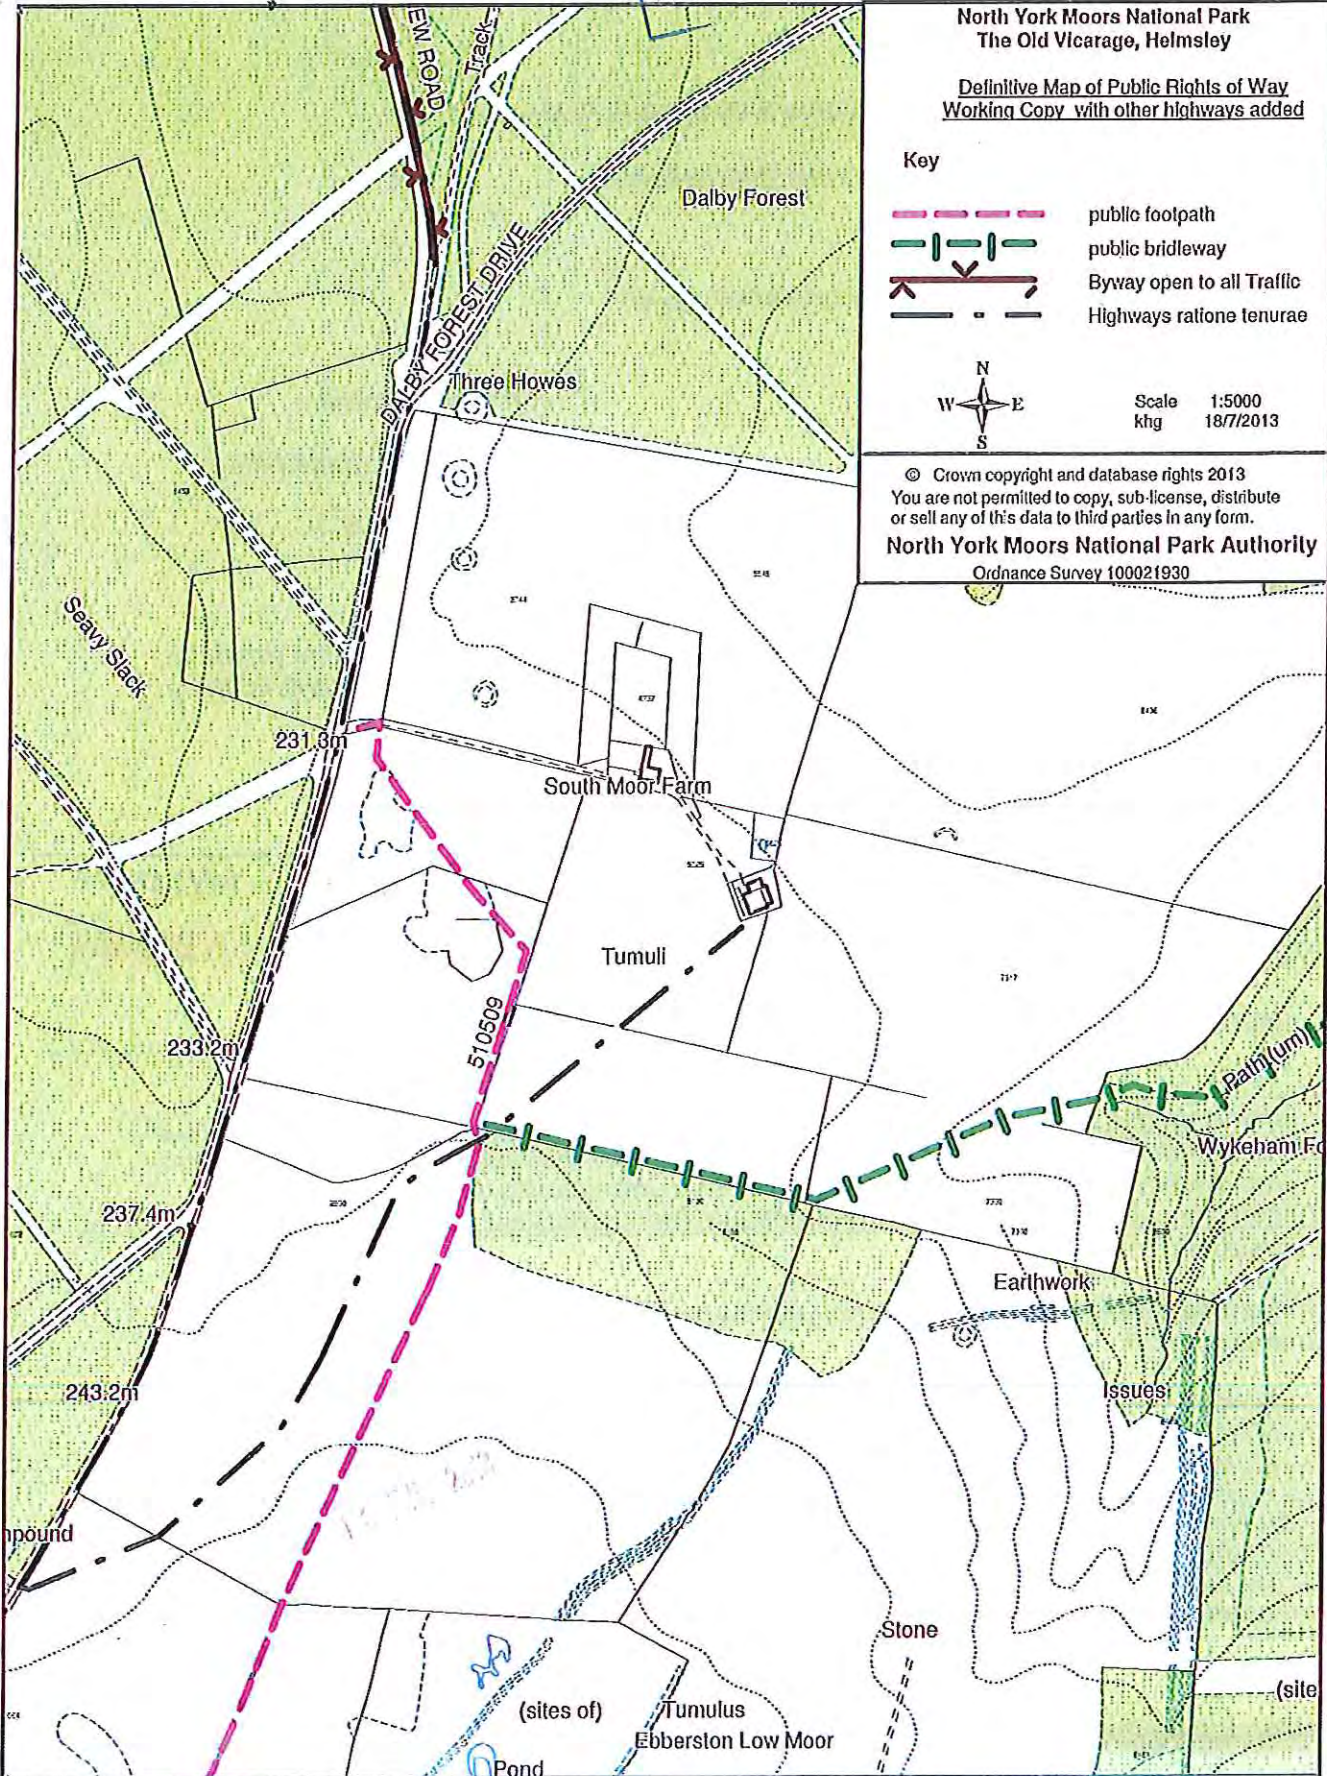 North York Moors National Park
The Old Vicarage, Helmsley
Definitive Map of Public Rights of Way
Working Copy with other highways added
Key
public footpath
public bridleway
Byway open to all Traffic
Highways ratione tenurae
N
W E
S
Scale 1:5000
khg 18/7/2013
© Crown copyright and database rights 2013
You are not permitted to copy, sub-license, distribute
or sell any of this data to third parties in any form.
North York Moors National Park Authority
Ordnance Survey 100021930
EW ROAD
Track
Dalby Forest
DALBY FOREST DRIVE
Three Howes
Seavy Slack
231.3m
South Moor Farm
Tumuli
510509
233.2m
Path (um)
Wykeham Fo
237.4m
Earthwork
243.2m
Issues
npound
Stone
(sites of)
Tumulus
(site
Ebberston Low Moor
Pond